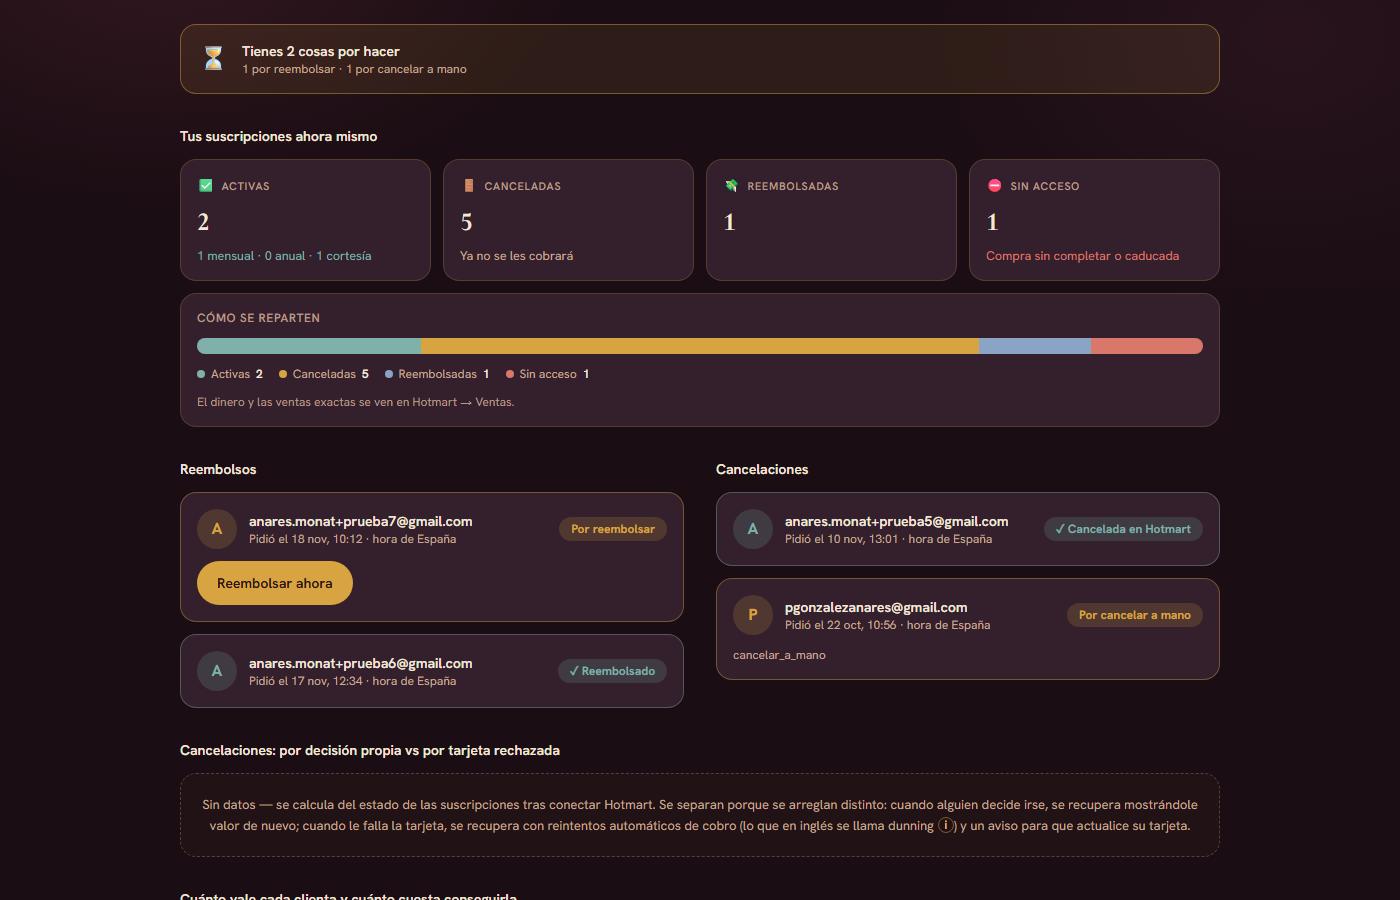 Tienes 2 cosas por hacer
1 por reembolsar · 1 por cancelar a mano
Tus suscripciones ahora mismo
ACTIVAS
2
1 mensual · 0 anual · 1 cortesía
CANCELADAS
5
Ya no se les cobrará
REEMBOLSADAS
1
SIN ACCESO
1
Compra sin completar o caducada
CÓMO SE REPARTEN
Activas 2 Canceladas 5 Reembolsadas 1 Sin acceso 1
El dinero y las ventas exactas se ven en Hotmart → Ventas.
Reembolsos
A
anares.monat+prueba7@gmail.com
Pidió el 18 nov, 10:12 · hora de España
Por reembolsar
Reembolsar ahora
A
anares.monat+prueba6@gmail.com
Pidió el 17 nov, 12:34 · hora de España
✓ Reembolsado
Cancelaciones
A
anares.monat+prueba5@gmail.com
Pidió el 10 nov, 13:01 · hora de España
✓ Cancelada en Hotmart
P
pgonzalezanares@gmail.com
Pidió el 22 oct, 10:56 · hora de España
Por cancelar a mano
cancelar_a_mano
Cancelaciones: por decisión propia vs por tarjeta rechazada
Sin datos — se calcula del estado de las suscripciones tras conectar Hotmart. Se separan porque se arreglan distinto: cuando alguien decide irse, se recupera mostrándole
valor de nuevo; cuando le falla la tarjeta, se recupera con reintentos automáticos de cobro (lo que en inglés se llama dunning i) y un aviso para que actualice su tarjeta.
Cuánto vale cada clienta y cuánto cuesta conseguirla